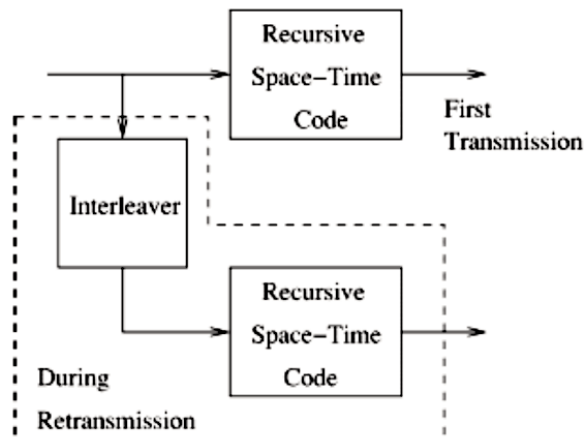 Recursive
Space-Time
Code
First
Transmission
Interleaver
Recursive
Space-Time
Code
During
Retransmission